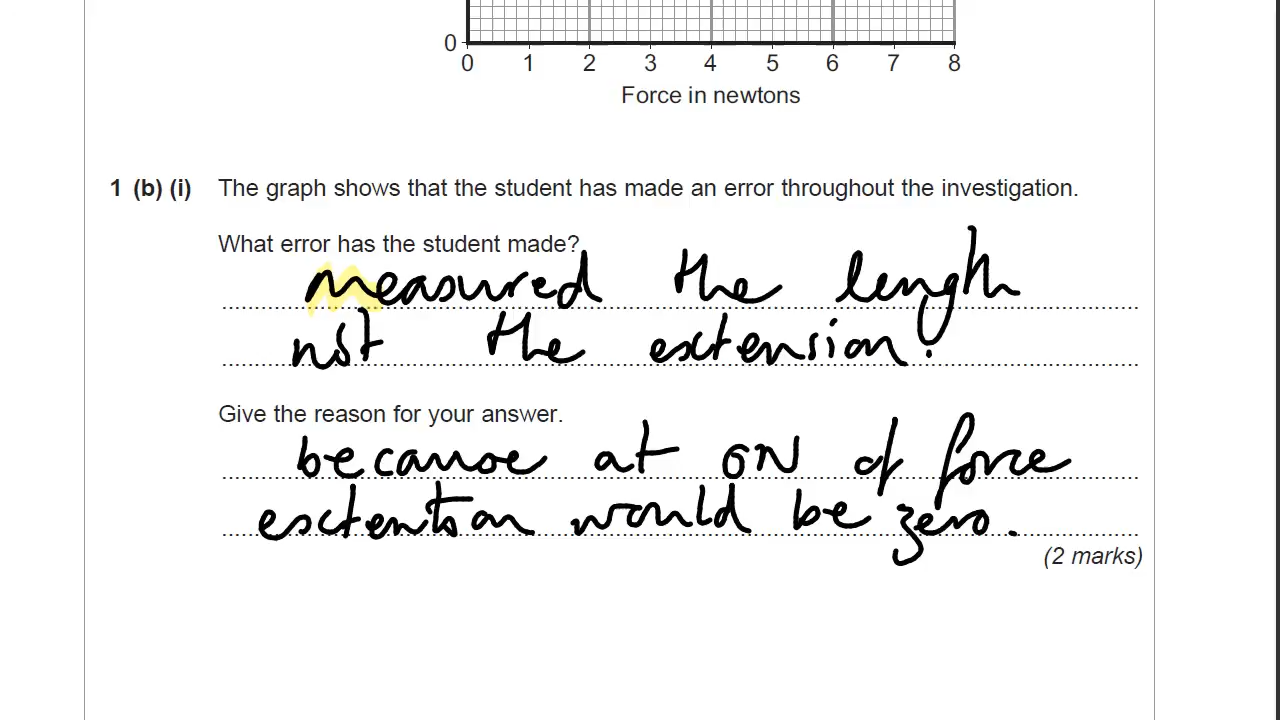 0
0 1 2 3 4 5 6 7 8
Force in newtons
1 (b) (i) The graph shows that the student has made an error throughout the investigation.
What error has the student made?
measured the length
not the extension.
Give the reason for your answer.
because at 0N of force
extention would be zero.
(2 marks)